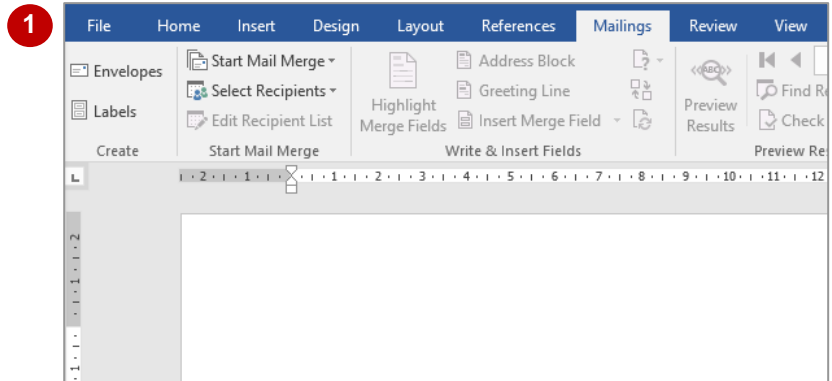 1
File Home Insert Design Layout References Mailings Review View
Envelopes
Labels
Create
Start Mail Merge
Select Recipients
Edit Recipient List
Start Mail Merge
Highlight
Merge Fields
Address Block
Greeting Line
Insert Merge Field
Write & Insert Fields
«ABC»
Preview
Results
Find Re
Check
Preview Re
2 1 1 2 3 4 5 6 7 8 9 10 11 12
2
1
1